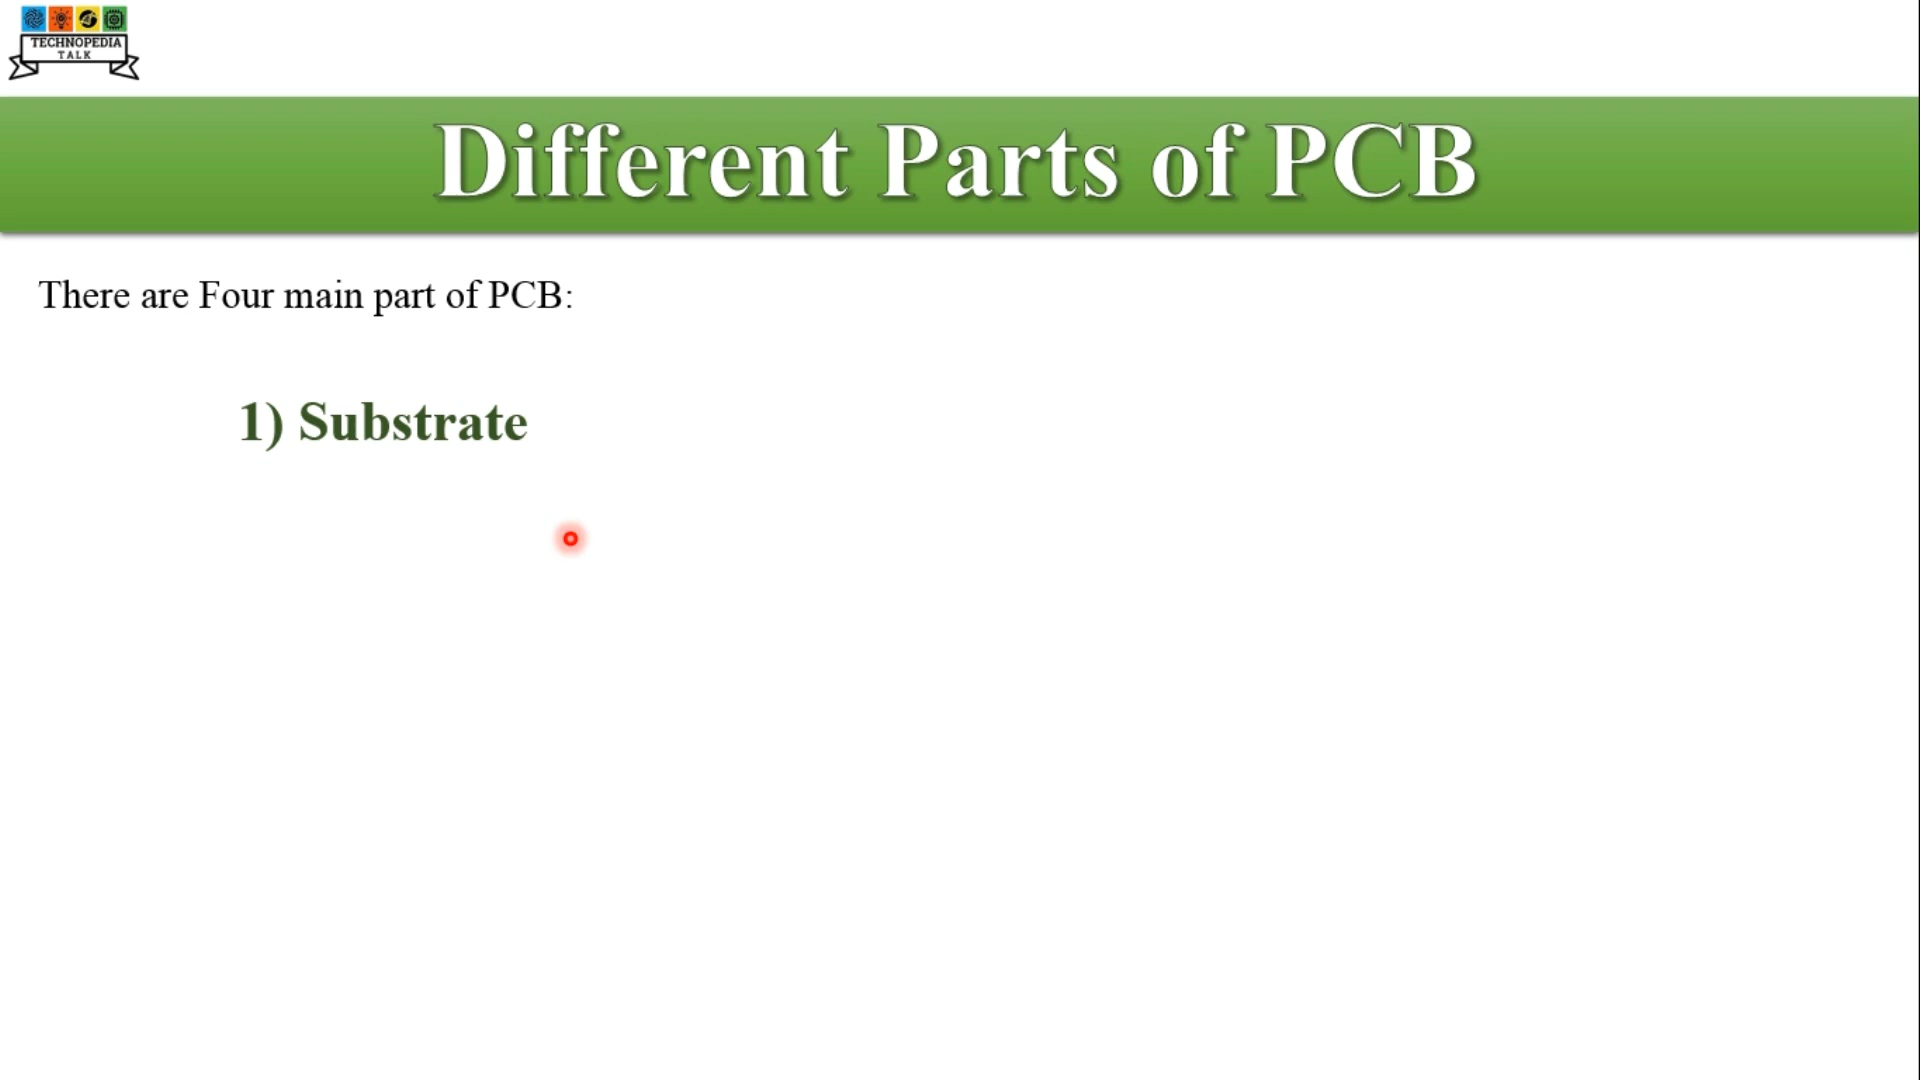 TECHNOPEDIA
TALK
Different Parts of PCB
There are Four main part of PCB:
1) Substrate